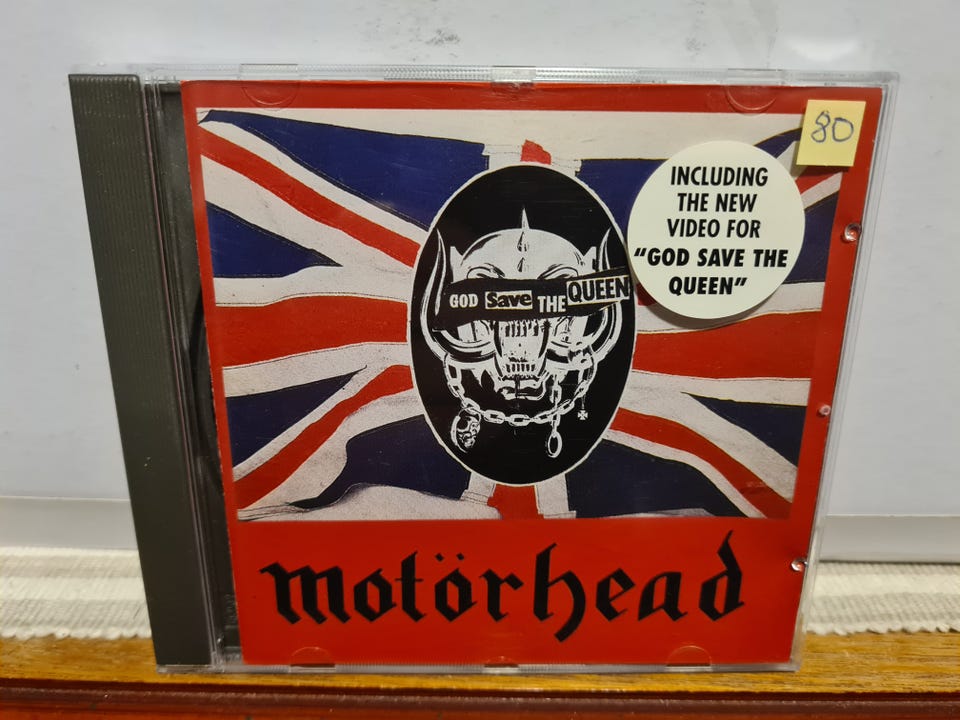 80
INCLUDING
THE NEW
VIDEO FOR
"GOD SAVE THE
QUEEN"
GOD Save THE QUEEN
motörhead